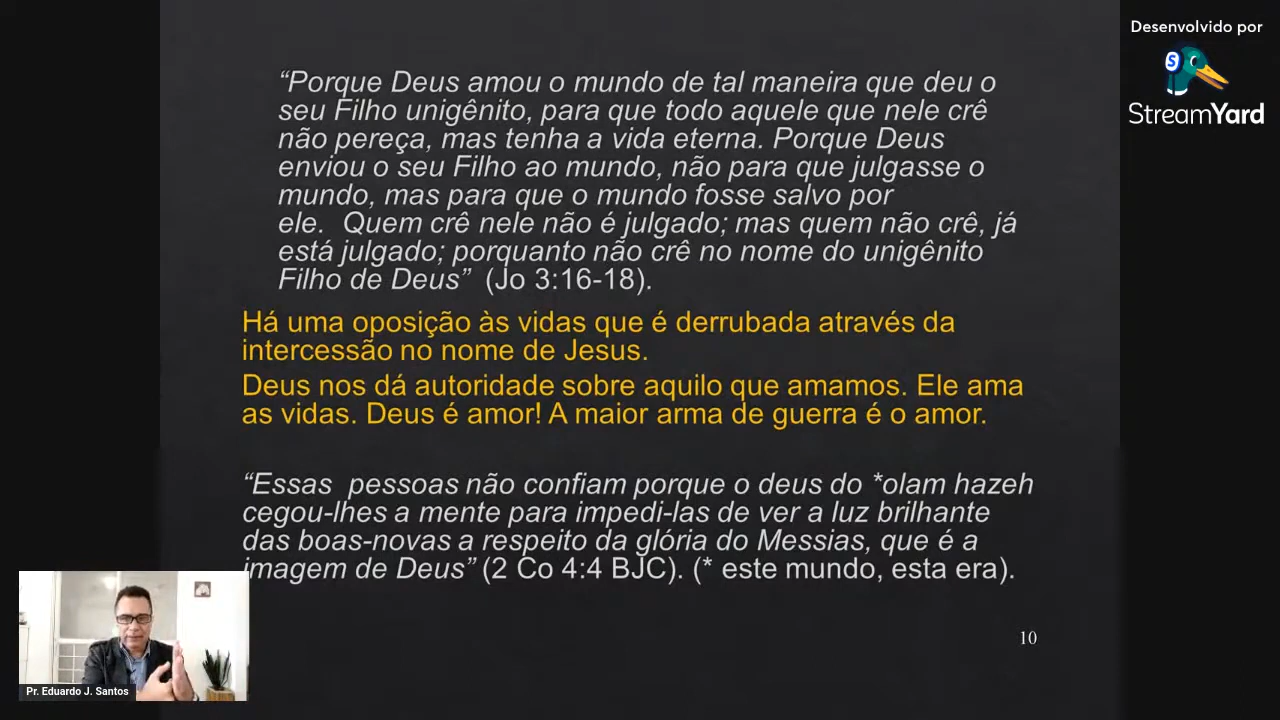 “Porque Deus amou o mundo de tal maneira que deu o
seu Filho unigênito, para que todo aquele que nele crê
não pereça, mas tenha a vida eterna. Porque Deus
enviou o seu Filho ao mundo, não para que julgasse o
mundo, mas para que o mundo fosse salvo por
ele.  Quem crê nele não é julgado; mas quem não crê, já
está julgado; porquanto não crê no nome do unigênito
Filho de Deus”  (Jo 3:16-18).
Há uma oposição às vidas que é derrubada através da
intercessão no nome de Jesus.
Deus nos dá autoridade sobre aquilo que amamos. Ele ama
as vidas. Deus é amor! A maior arma de guerra é o amor.
“Essas  pessoas não confiam porque o deus do *olam hazeh
cegou-lhes a mente para impedi-las de ver a luz brilhante
das boas-novas a respeito da glória do Messias, que é a
imagem de Deus” (2 Co 4:4 BJC). (* este mundo, esta era).
10
Pr. Eduardo J. Santos
Desenvolvido por
S
StreamYard